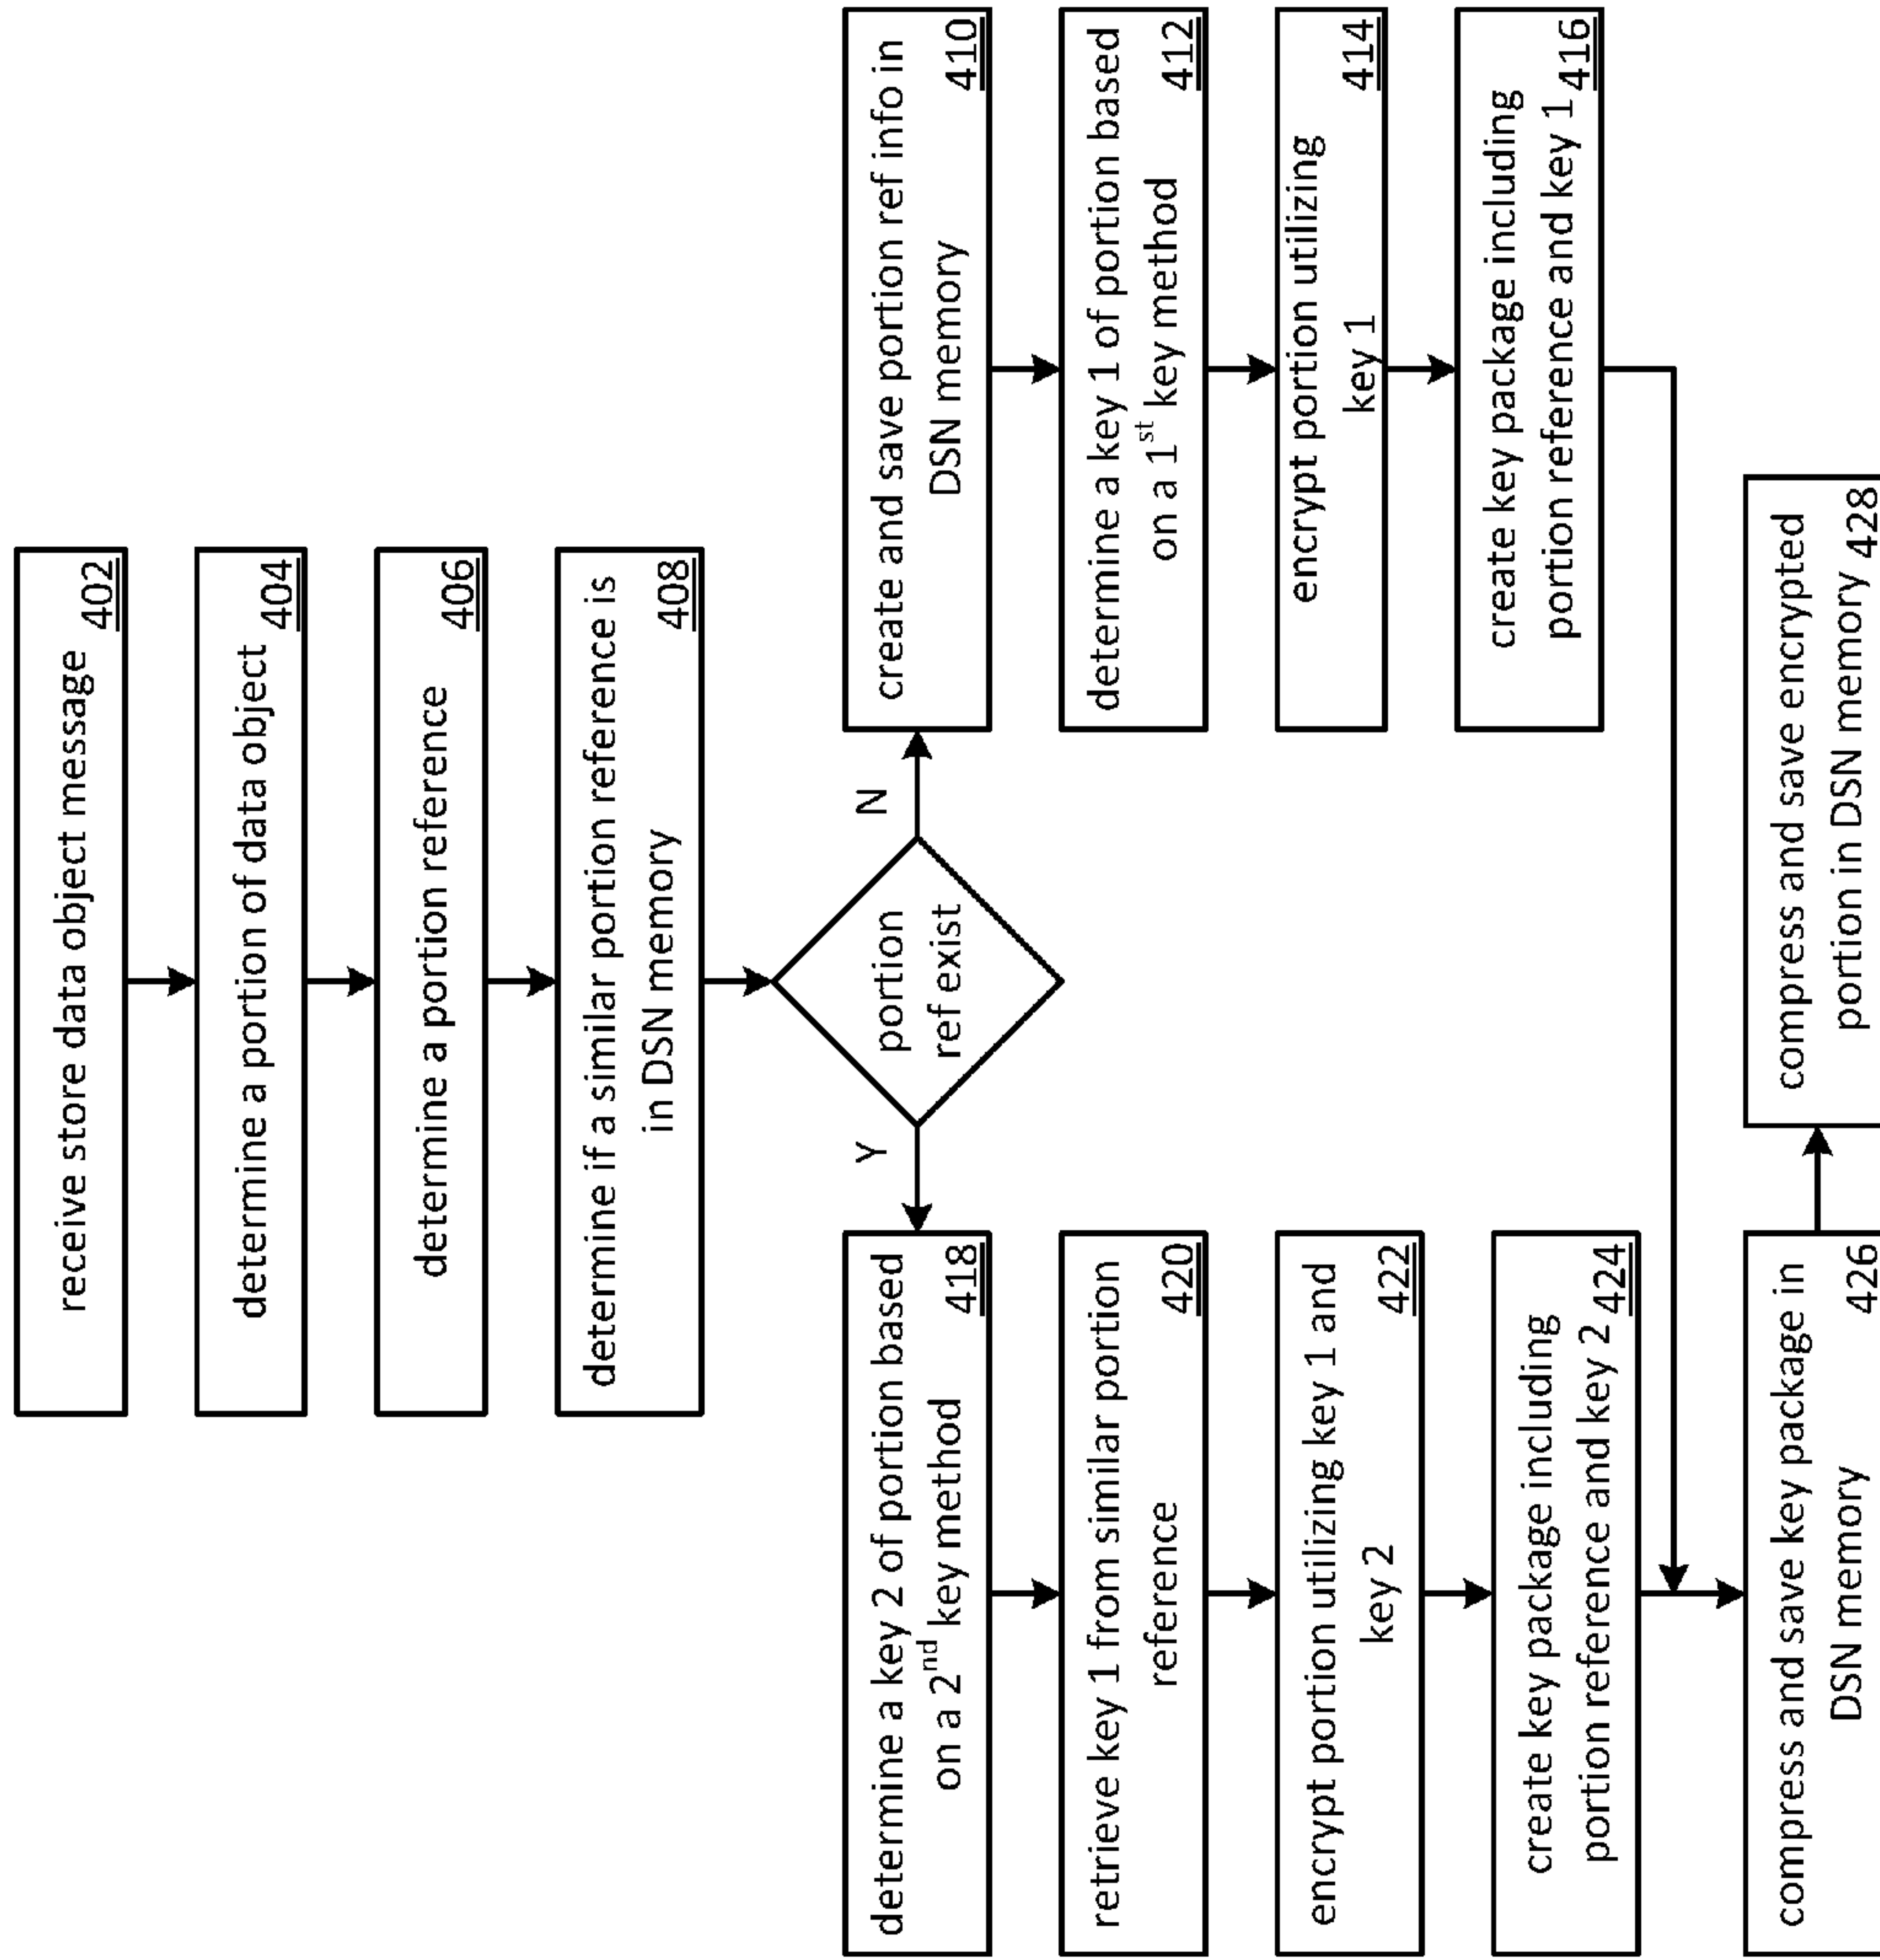 receive store data object message
402
determine a portion of data object
404
determine a portion reference
406
determine if a similar portion reference is
in DSN memory
408
portion
ref exist
Y
N
determine a key 2 of portion based
on a 2nd key method
418
retrieve key 1 from similar portion
reference
420
encrypt portion utilizing key 1 and
key 2
422
create key package including
portion reference and key 2
424
create and save portion ref info in
DSN memory
410
determine a key 1 of portion based
on a 1st key method
412
encrypt portion utilizing
key 1
414
create key package including
portion reference and key 1
416
compress and save key package in
DSN memory
426
compress and save encrypted
portion in DSN memory
428